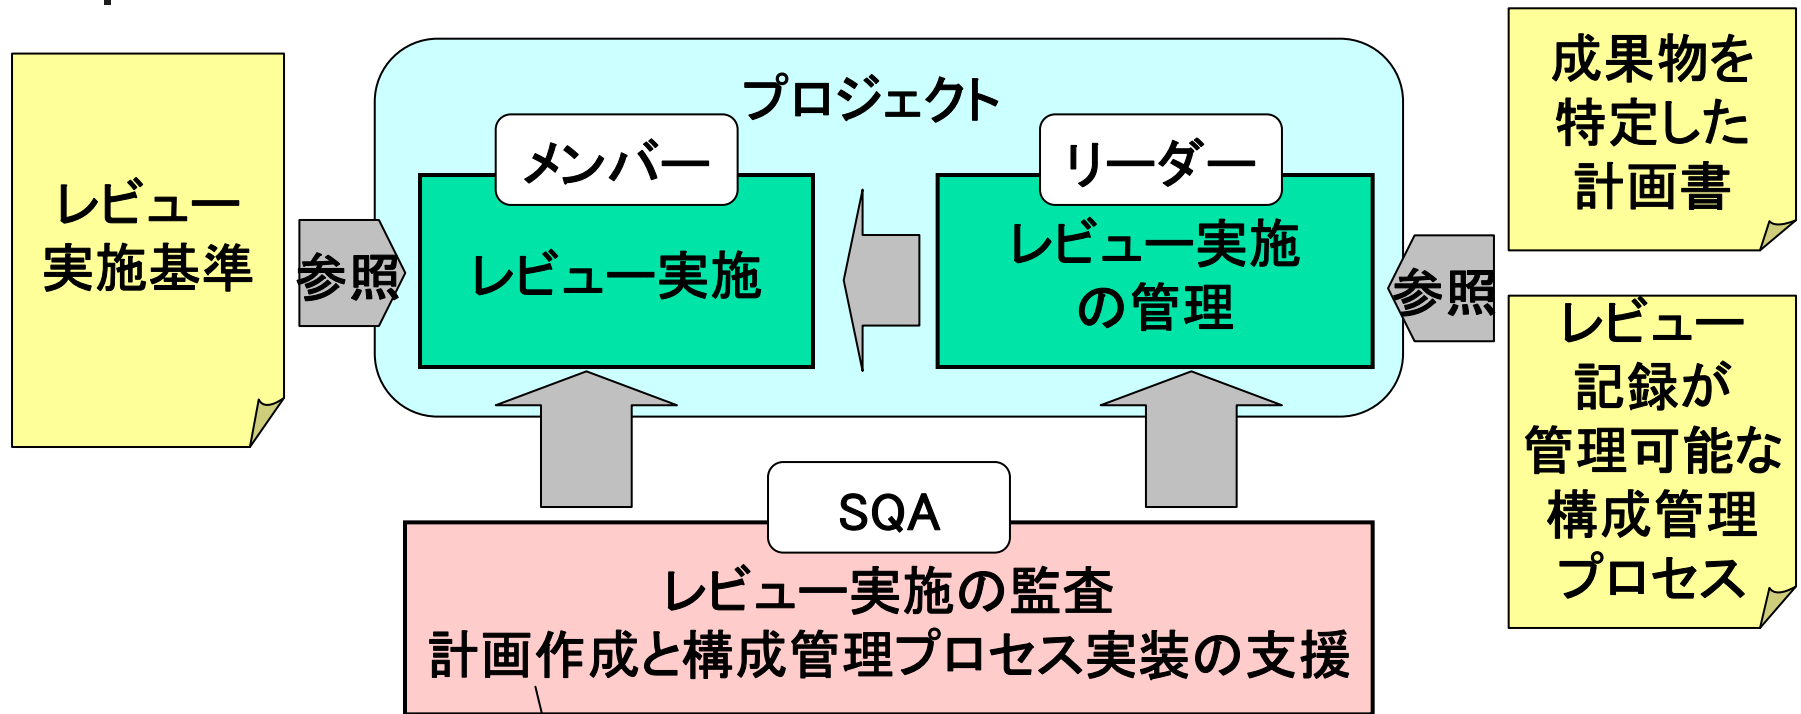 プロジェクト
レビュー
実施基準
参照
メンバー
レビュー実施
リーダー
レビュー実施
の管理
参照
成果物を
特定した
計画書
レビュー
記録が
管理可能な
構成管理
プロセス
SQA
レビュー実施の監査
計画作成と構成管理プロセス実装の支援